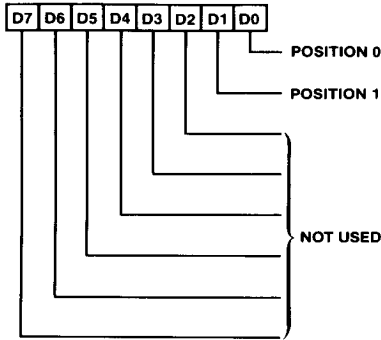 D7 D6 D5 D4 D3 D2 D1 D0
POSITION 0
POSITION 1
NOT USED